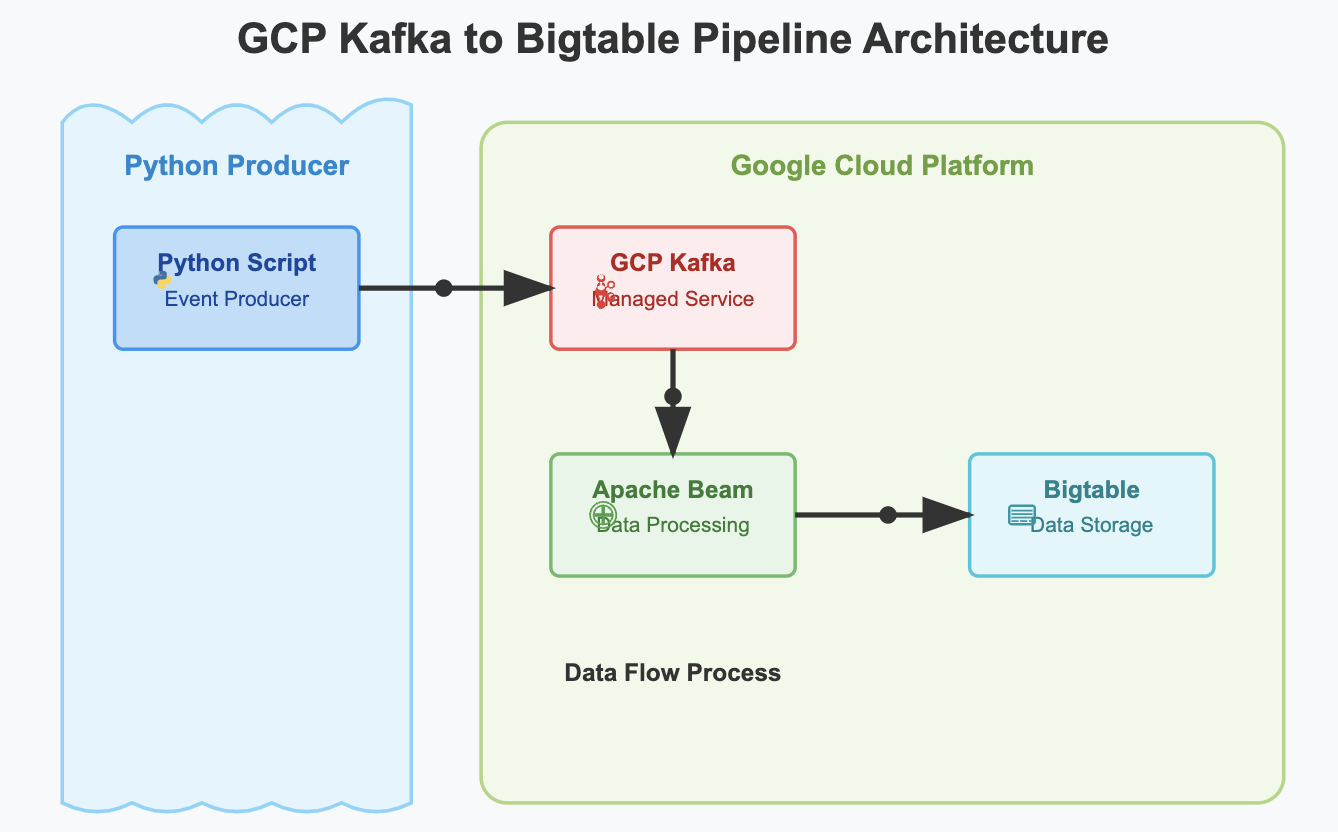 GCP Kafka to Bigtable Pipeline Architecture
Python Producer
Google Cloud Platform
Python Script
Event Producer
GCP Kafka
Managed Service
Apache Beam
Data Processing
Bigtable
Data Storage
Data Flow Process